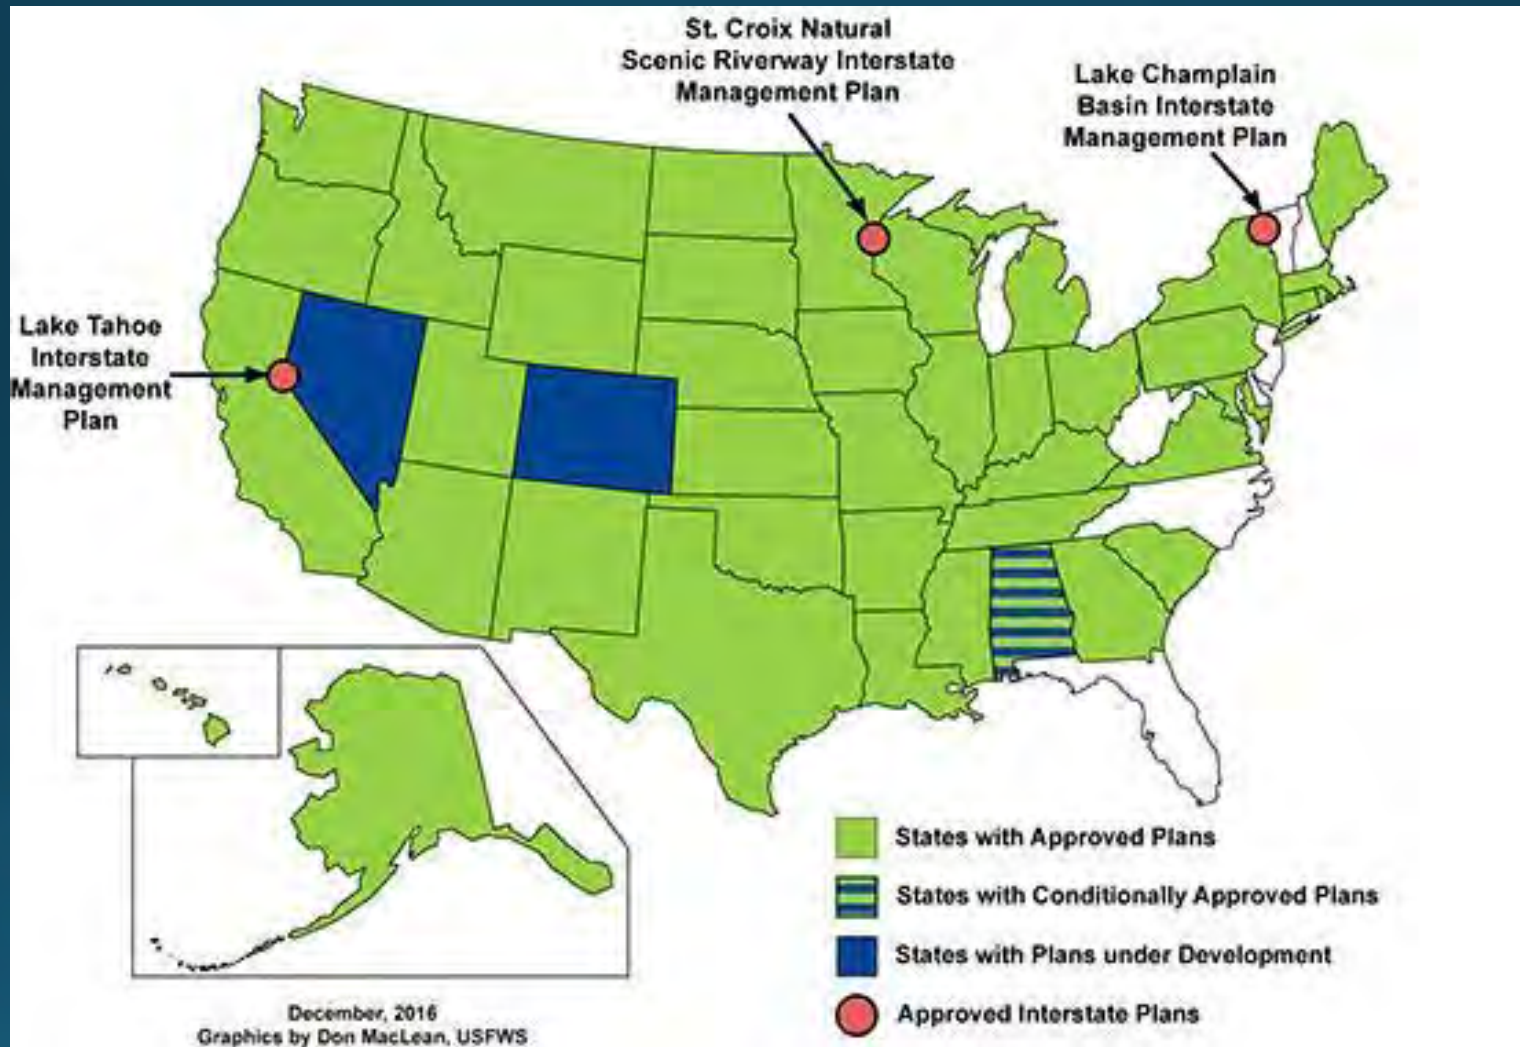 St. Croix Natural
Scenic Riverway Interstate
Management Plan
Lake Champlain
Basin Interstate
Management Plan
Lake Tahoe
Interstate
Management
Plan
States with Approved Plans
States with Conditionally Approved Plans
States with Plans under Development
Approved Interstate Plans
December, 2016
Graphics by Don MacLean, USFWS